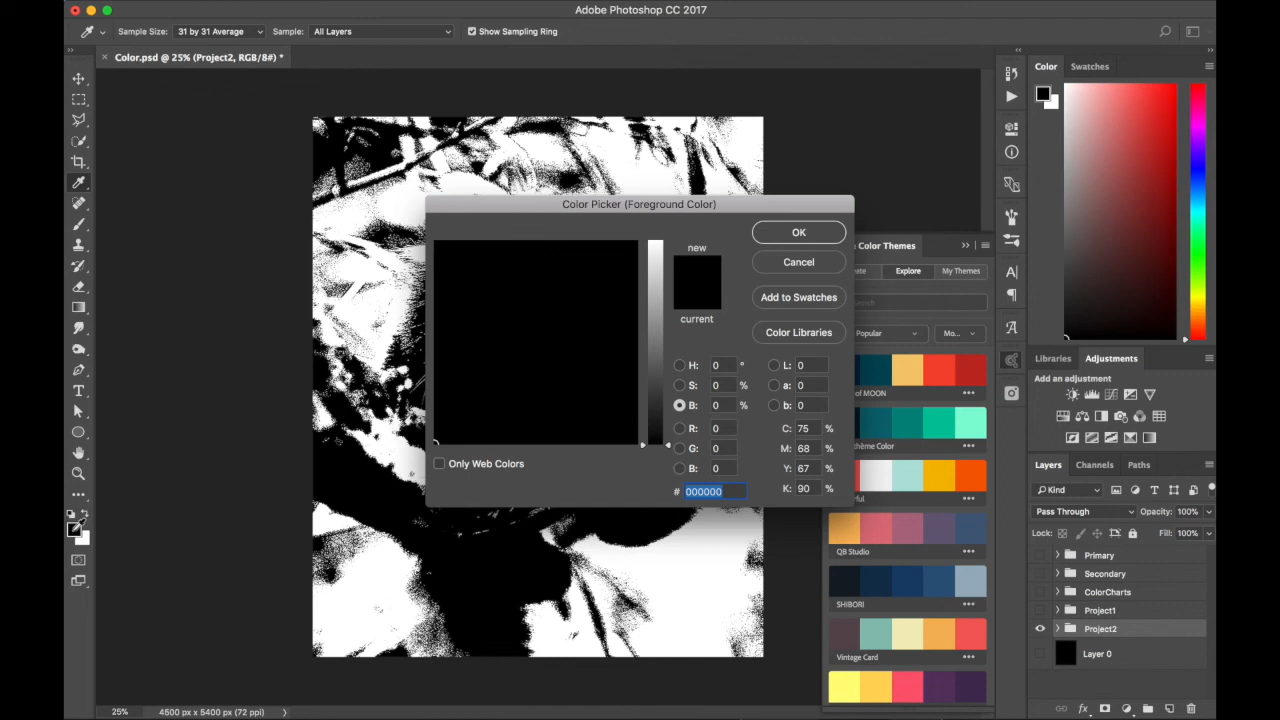 Adobe Photoshop CC 2017
Sample Size: 31 by 31 Average Sample: All Layers Show Sampling Ring
Color.psd @ 25% (Project2, RGB/8#) *
Color Swatches
Color Picker (Foreground Color)
new
current
OK
Cancel
Add to Swatches
Color Libraries
H: 0 ° L: 0
S: 0 % a: 0
B: 0 % b: 0
R: 0 C: 75 %
G: 0 M: 68 %
B: 0 Y: 67 %
# 000000 K: 90 %
Only Web Colors
Color Themes
Explore My Themes
Popular Mo...
of MOON
hème Color
QB Studio
SHIBORI
Vintage Card
Libraries Adjustments
Add an adjustment
Layers Channels Paths
Kind
Pass Through Opacity: 100%
Lock: Fill: 100%
Primary
Secondary
ColorCharts
Project1
Project2
Layer 0
25% 4500 px x 5400 px (72 ppi)